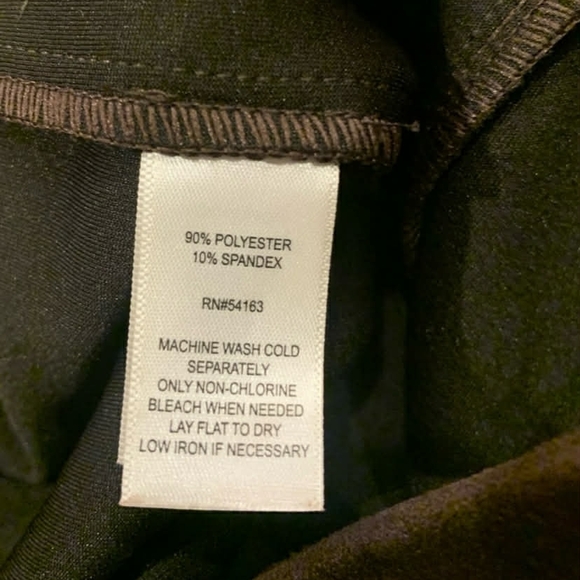 90% POLYESTER
10% SPANDEX
RN#54163
MACHINE WASH COLD
SEPARATELY
ONLY NON-CHLORINE
BLEACH WHEN NEEDED
LAY FLAT TO DRY
LOW IRON IF NECESSARY